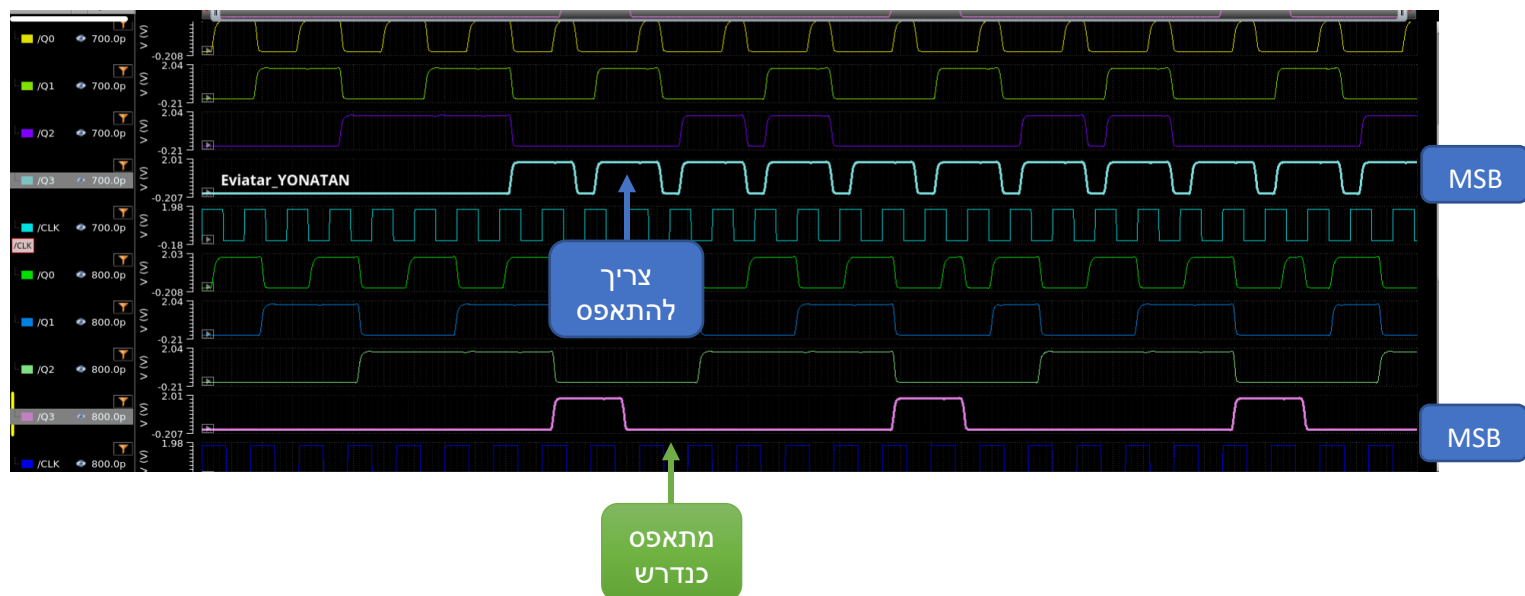 /Q0 700.0p (V) -0.208
/Q1 700.0p (V) 2.04 -0.21
/Q2 700.0p (V) 2.04 -0.21
/Q3 700.0p (V) 2.01 -0.207
Eviatar_YONATAN
MSB
/CLK 700.0p (V) 1.98 -0.18
/CLK
צריך
להתאפס
/Q0 800.0p (V) 2.03 -0.208
/Q1 800.0p (V) 2.04 -0.21
/Q2 800.0p (V) 2.04 -0.21
/Q3 800.0p (V) 2.01 -0.207
MSB
/CLK 800.0p (V) 1.98
מתאפס
כנדרש